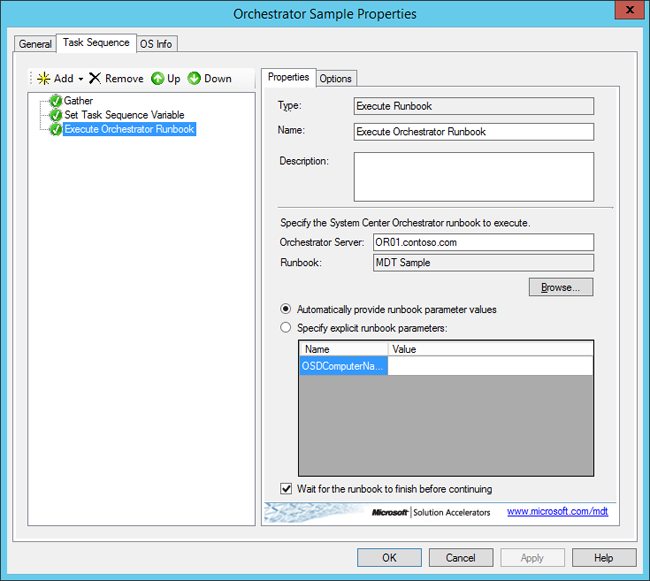 Orchestrator Sample Properties
x
General Task Sequence OS Info
Add Remove Up Down
Gather
Set Task Sequence Variable
Execute Orchestrator Runbook
Properties Options
Type: Execute Runbook
Name: Execute Orchestrator Runbook
Description:
Specify the System Center Orchestrator runbook to execute.
Orchestrator Server: OR01.contoso.com
Runbook: MDT Sample
Browse...
Automatically provide runbook parameter values
Specify explicit runbook parameters:
Name Value
OSDComputerNa...
Wait for the runbook to finish before continuing
Microsoft Solution Accelerators www.microsoft.com/mdt
OK Cancel Apply Help